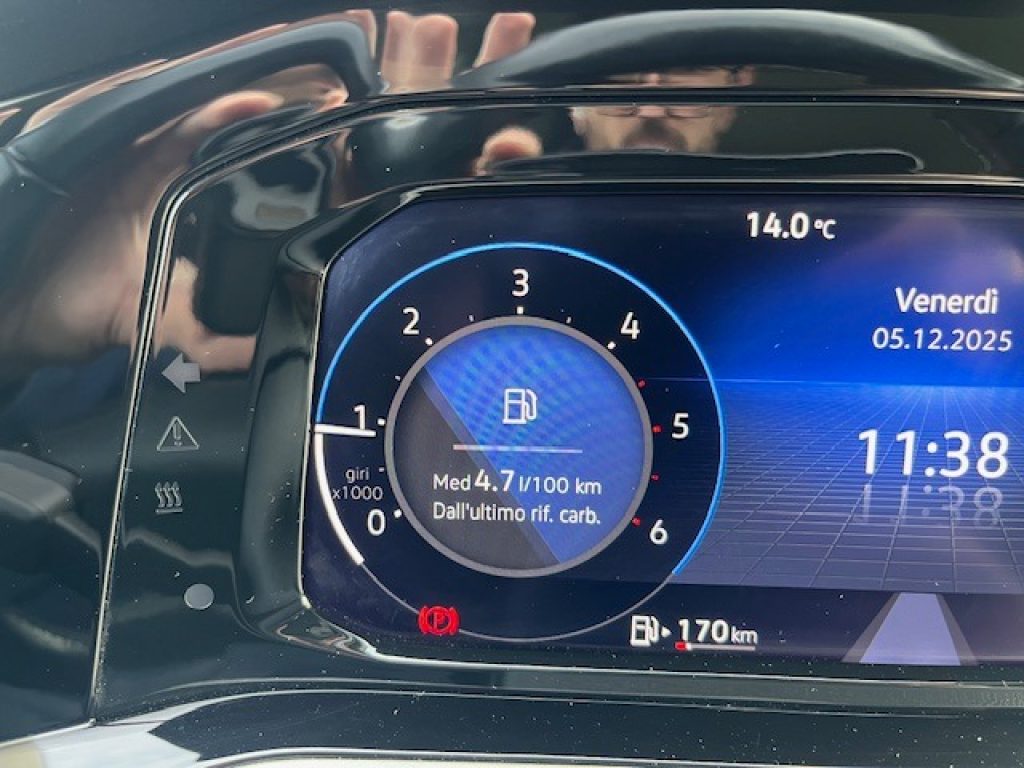 14.0 °C
Venerdì
05.12.2025
11:38
3
2
4
1
5
giri
x1000
0
6
Med 4.7 l/100 km
Dall'ultimo rif. carb.
P
170 km